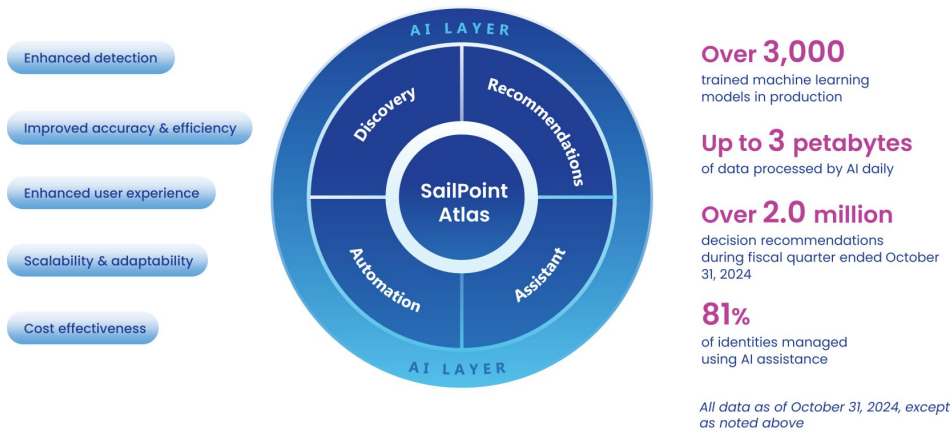 Enhanced detection
Improved accuracy & efficiency
Enhanced user experience
Scalability & adaptability
Cost effectiveness
AI LAYER
Discovery
Recommendations
SailPoint
Atlas
Automation
Assistant
AI LAYER
Over 3,000
trained machine learning
models in production
Up to 3 petabytes
of data processed by AI daily
Over 2.0 million
decision recommendations
during fiscal quarter ended October
31, 2024
81%
of identities managed
using AI assistance
All data as of October 31, 2024, except
as noted above